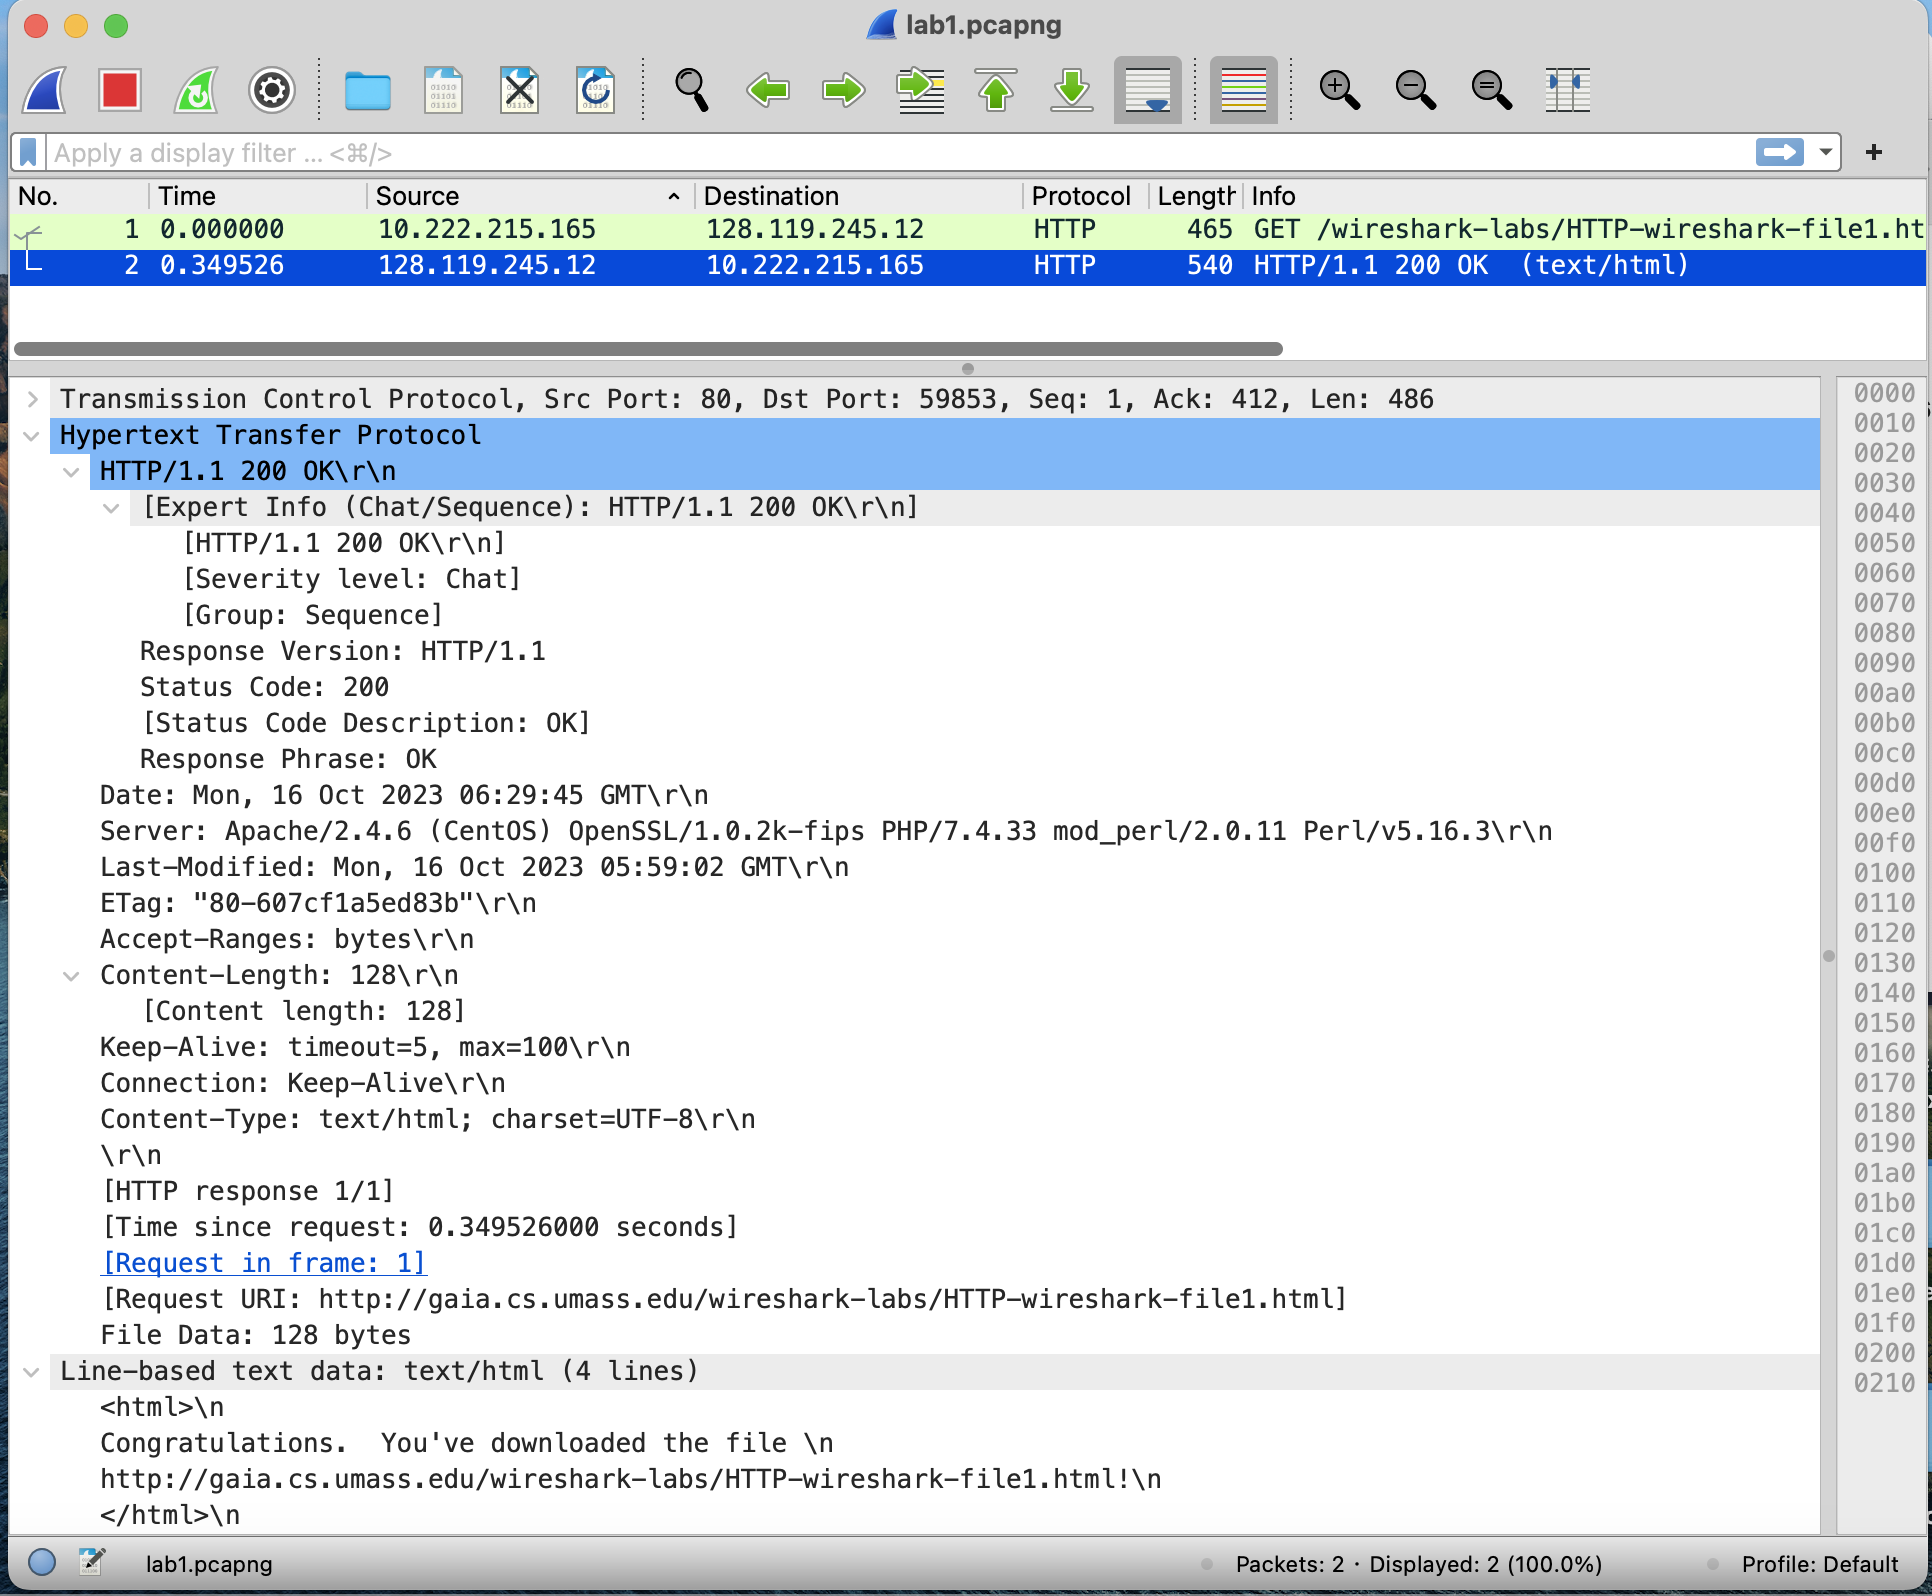 lab1.pcapng
Apply a display filter ... <⌘/>
+
No. Time Source Destination Protocol Length Info
1 0.000000 10.222.215.165 128.119.245.12 HTTP 465 GET /wireshark-labs/HTTP-wireshark-file1.ht
2 0.349526 128.119.245.12 10.222.215.165 HTTP 540 HTTP/1.1 200 OK (text/html)
Transmission Control Protocol, Src Port: 80, Dst Port: 59853, Seq: 1, Ack: 412, Len: 486
Hypertext Transfer Protocol
HTTP/1.1 200 OK\r\n
[Expert Info (Chat/Sequence): HTTP/1.1 200 OK\r\n]
[HTTP/1.1 200 OK\r\n]
[Severity level: Chat]
[Group: Sequence]
Response Version: HTTP/1.1
Status Code: 200
[Status Code Description: OK]
Response Phrase: OK
Date: Mon, 16 Oct 2023 06:29:45 GMT\r\n
Server: Apache/2.4.6 (CentOS) OpenSSL/1.0.2k-fips PHP/7.4.33 mod_perl/2.0.11 Perl/v5.16.3\r\n
Last-Modified: Mon, 16 Oct 2023 05:59:02 GMT\r\n
ETag: "80-607cf1a5ed83b"\r\n
Accept-Ranges: bytes\r\n
Content-Length: 128\r\n
[Content length: 128]
Keep-Alive: timeout=5, max=100\r\n
Connection: Keep-Alive\r\n
Content-Type: text/html; charset=UTF-8\r\n
\r\n
[HTTP response 1/1]
[Time since request: 0.349526000 seconds]
[Request in frame: 1]
[Request URI: http://gaia.cs.umass.edu/wireshark-labs/HTTP-wireshark-file1.html]
File Data: 128 bytes
Line-based text data: text/html (4 lines)
<html>\n
Congratulations.  You've downloaded the file \n
http://gaia.cs.umass.edu/wireshark-labs/HTTP-wireshark-file1.html!\n
</html>\n
0000
0010
0020
0030
0040
0050
0060
0070
0080
0090
00a0
00b0
00c0
00d0
00e0
00f0
0100
0110
0120
0130
0140
0150
0160
0170
0180
0190
01a0
01b0
01c0
01d0
01e0
01f0
0200
0210
lab1.pcapng
Packets: 2 · Displayed: 2 (100.0%)
Profile: Default